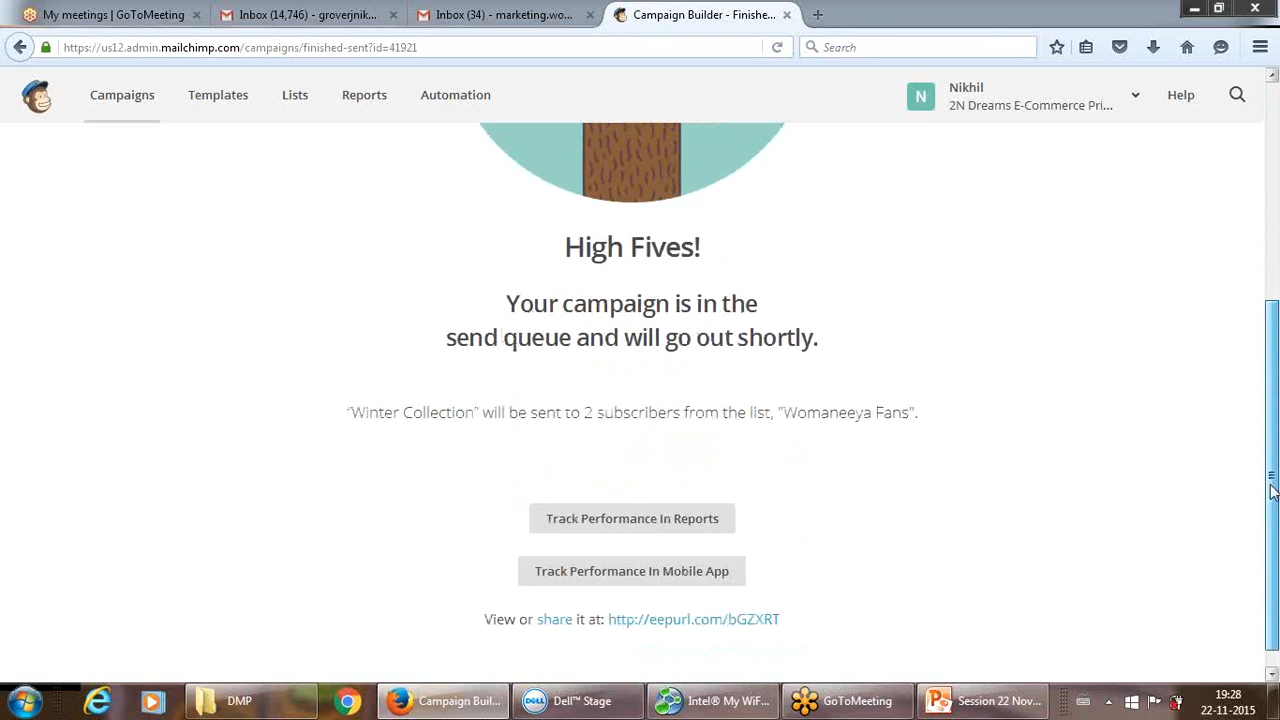 My meetings | GoToMeeting
Inbox (14,746) - grovejnik...
Inbox (34) - marketing.wo...
Campaign Builder - Finishe...
https://us12.admin.mailchimp.com/campaigns/finished-sent?id=41921
Search
Campaigns
Templates
Lists
Reports
Automation
N
Nikhil
2N Dreams E-Commerce Pri...
Help
High Fives!
Your campaign is in the
send queue and will go out shortly.
"Winter Collection" will be sent to 2 subscribers from the list, "Womaneeya Fans".
Track Performance In Reports
Track Performance In Mobile App
View or share it at: http://eepurl.com/bGZXRT
DMP
Campaign Buil...
DELL
Dell™ Stage
Intel® My WiF...
GoToMeeting
Session 22 Nov...
19:28
22-11-2015